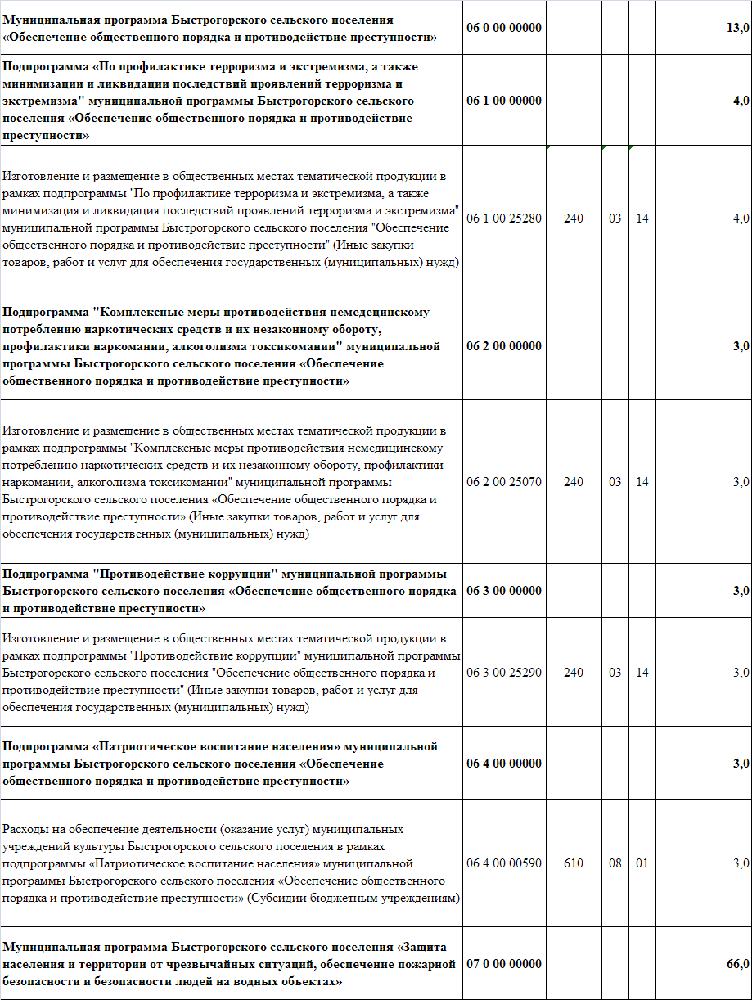 Муниципальная программа Быстрогорского сельского поселения
«Обеспечение общественного порядка и противодействие преступности»
06 0 00 00000
13,0
Подпрограмма «По профилактике терроризма и экстремизма, а также
минимизации и ликвидации последствий проявлений терроризма и
экстремизма" муниципальной программы Быстрогорского сельского
поселения «Обеспечение общественного порядка и противодействие
преступности»
06 1 00 00000
4,0
Изготовление и размещение в общественных местах тематической продукции в
рамках подпрограммы "По профилактике терроризма и экстремизма, а также
минимизация и ликвидация последствий проявлений терроризма и экстремизма"
муниципальной программы Быстрогорского сельского поселения "Обеспечение
общественного порядка и противодействие преступности" (Иные закупки
товаров, работ и услуг для обеспечения государственных (муниципальных) нужд)
06 1 00 25280
240
03
14
4,0
Подпрограмма "Комплексные меры противодействия немедецинскому
потреблению наркотических средств и их незаконному обороту,
профилактики наркомании, алкоголизма токсикомании" муниципальной
программы Быстрогорского сельского поселения «Обеспечение
общественного порядка и противодействие преступности»
06 2 00 00000
3,0
Изготовление и размещение в общественных местах тематической продукции в
рамках подпрограммы "Комплексные меры противодействия немедицинскому
потреблению наркотических средств и их незаконному обороту, профилактики
наркомании, алкоголизма токсикомании" муниципальной программы
Быстрогорского сельского поселения «Обеспечение общественного порядка и
противодействие преступности» (Иные закупки товаров, работ и услуг для
обеспечения государственных (муниципальных) нужд)
06 2 00 25070
240
03
14
3,0
Подпрограмма "Противодействие коррупции" муниципальной программы
Быстрогорского сельского поселения «Обеспечение общественного порядка
и противодействие преступности»
06 3 00 00000
3,0
Изготовление и размещение в общественных местах тематической продукции в
рамках подпрограммы "Противодействие коррупции" муниципальной программы
Быстрогорского сельского поселения "Обеспечение общественного порядка и
противодействие преступности" (Иные закупки товаров, работ и услуг для
обеспечения государственных (муниципальных) нужд)
06 3 00 25290
240
03
14
3,0
Подпрограмма «Патриотическое воспитание населения» муниципальной
программы Быстрогорского сельского поселения «Обеспечение
общественного порядка и противодействие преступности»
06 4 00 00000
3,0
Расходы на обеспечение деятельности (оказание услуг) муниципальных
учреждений культуры Быстрогорского сельского поселения в рамках
подпрограммы «Патриотическое воспитание населения» муниципальной
программы Быстрогорского сельского поселения «Обеспечение общественного
порядка и противодействие преступности» (Субсидии бюджетным учреждениям)
06 4 00 00590
610
08
01
3,0
Муниципальная программа Быстрогорского сельского поселения «Защита
населения и территории от чрезвычайных ситуаций, обеспечение пожарной
безопасности и безопасности людей на водных объектах»
07 0 00 00000
66,0